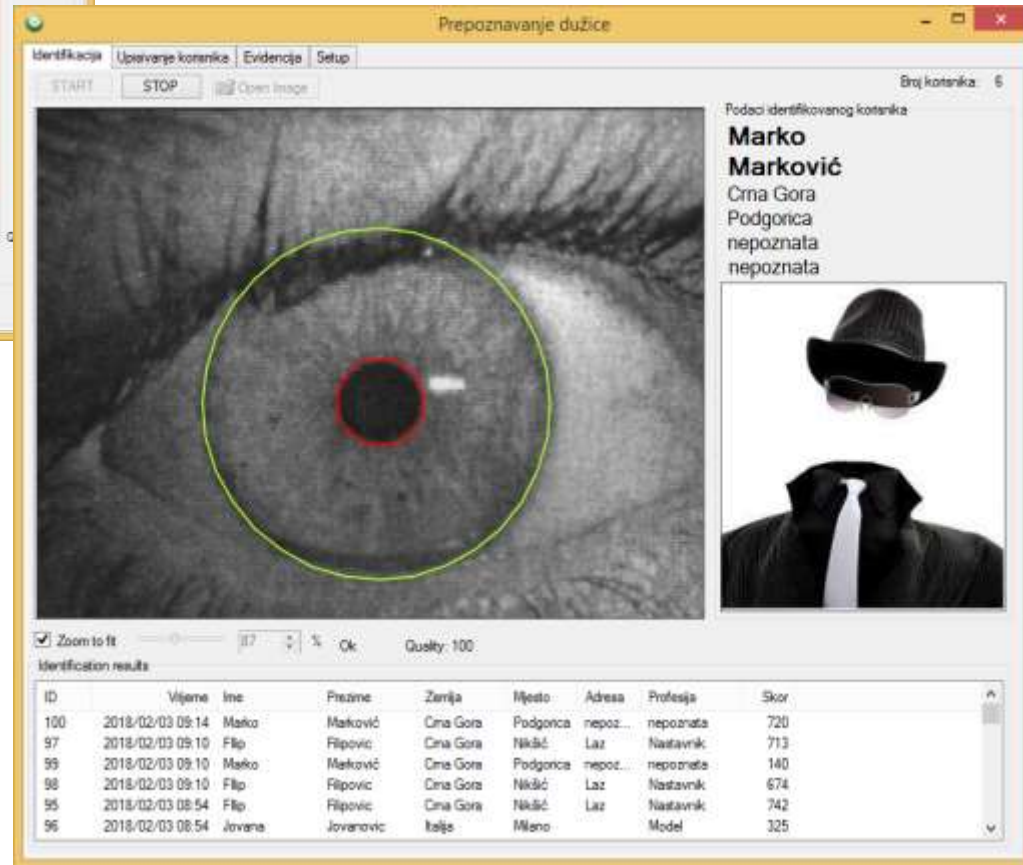 Prepoznavanje dužice
Identifikacija Upisivanje korisnika Evidencija Setup
START STOP Open Image
Broj korisnika: 6
Podaci identifikovanog korisnika
Marko
Marković
Crna Gora
Podgorica
nepoznata
nepoznata
Zoom to fit 87 % Ok Quality: 100
Identification results
ID Vrijeme Ime Prezime Zemlja Mjesto Adresa Profesija Skor
100 2018/02/03 09:14 Marko Marković Crna Gora Podgorica nepoz... nepoznata 720
97 2018/02/03 09:10 Filip Filipovic Crna Gora Nikšić Laz Nastavnik 713
99 2018/02/03 09:10 Marko Marković Crna Gora Podgorica nepoz... nepoznata 140
98 2018/02/03 09:10 Filip Filipovic Crna Gora Nikšić Laz Nastavnik 674
95 2018/02/03 08:54 Filip Filipovic Crna Gora Nikšić Laz Nastavnik 742
96 2018/02/03 08:54 Jovana Jovanovic Italija Milano Model 325